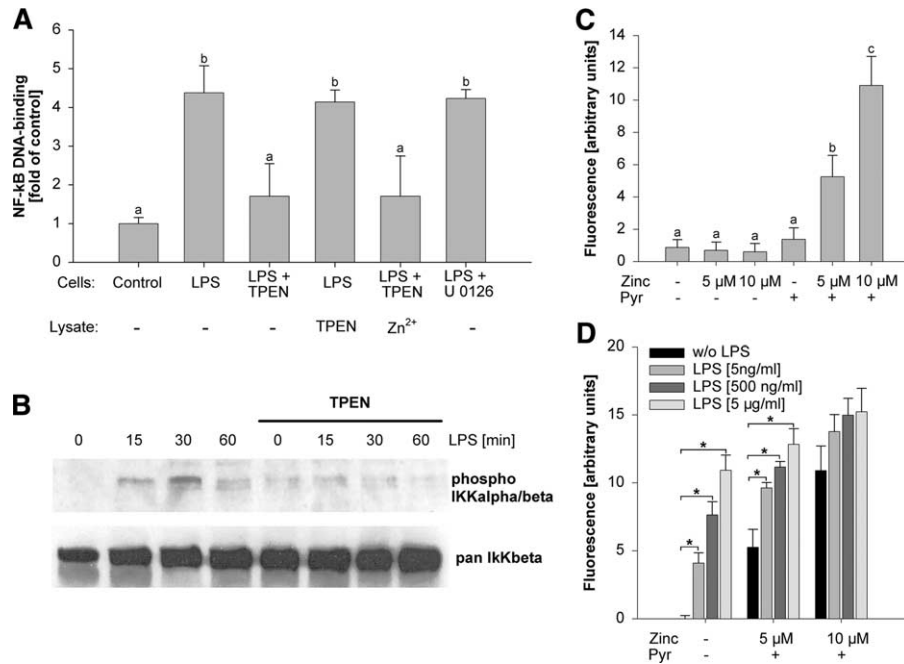 A
NF-kB DNA-binding
[fold of control]
6
5
4
3
2
1
0
a
b
a
b
a
b
Cells: Control LPS LPS + TPEN LPS LPS + TPEN LPS + U 0126
Lysate: - - - TPEN Zn²⁺ -
B
TPEN
0 15 30 60 0 15 30 60 LPS [min]
phospho
IKKalpha/beta
pan IkKbeta
C
Fluorescence [arbitrary units]
14
12
10
8
6
4
2
0
a
a
a
a
b
c
Zinc - 5 µM 10 µM - 5 µM 10 µM
Pyr - - - + + +
D
Fluorescence [arbitrary units]
20
15
10
5
0
w/o LPS
LPS [5ng/ml]
LPS [500 ng/ml]
LPS [5 µg/ml]
* * *
* * *
Zinc - 5 µM 10 µM
Pyr - + +